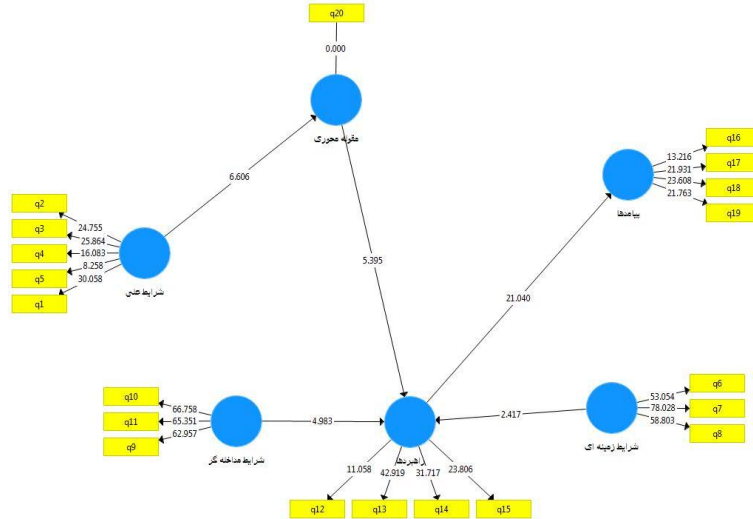 q20
0.000
مقوله محوری
6.606
q16
13.216
q17
21.931
q18
23.608
q19
21.763
پیامدها
q2
24.755
q3
25.864
q4
16.083
q5
8.258
q1
30.058
شرایط علی
5.395
21.040
q10
66.758
q11
65.351
q9
62.957
شرایط مداخله گر
4.983
2.417
q6
53.054
q7
78.028
q8
58.803
شرایط زمینه ای
راهبردها
11.058
42.919
31.717
23.806
q12
q13
q14
q15